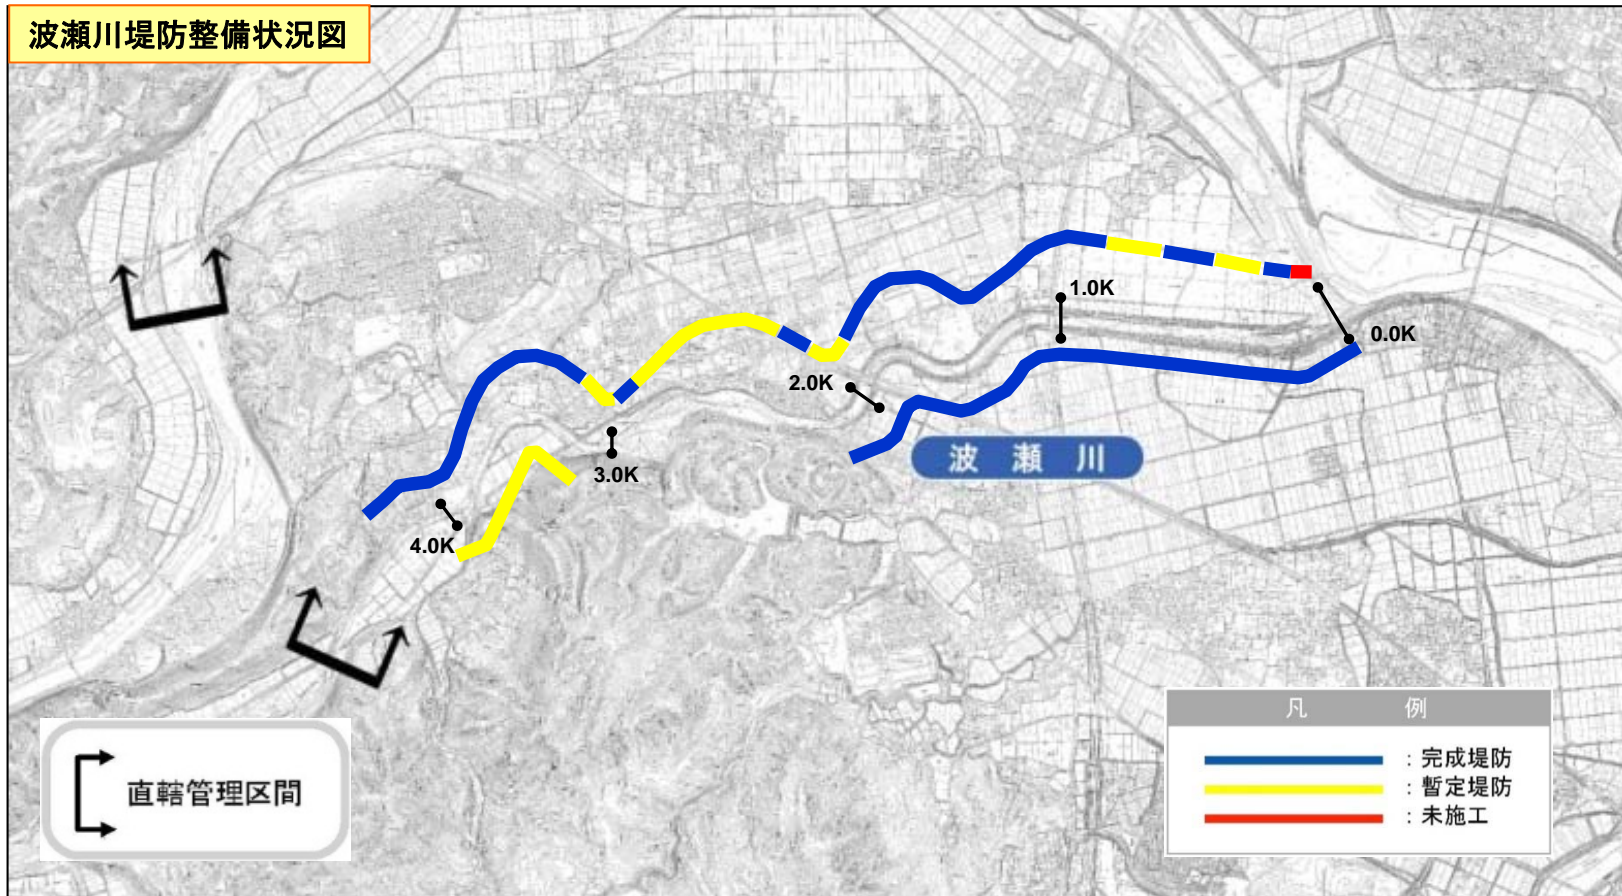 波瀬川堤防整備状況図
1.0K
0.0K
2.0K
波瀬川
3.0K
4.0K
凡例
：完成堤防
：暫定堤防
：未施工
直轄管理区間